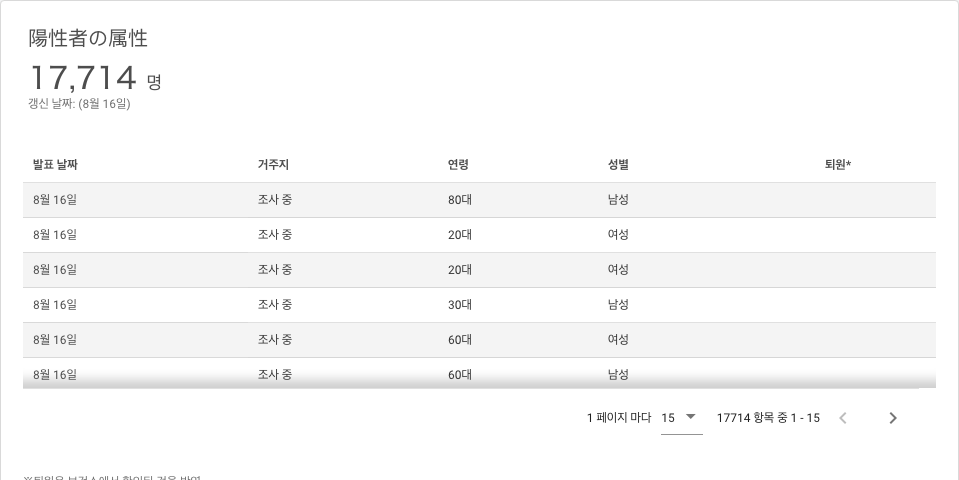 陽性者の属性
17,714 명
갱신 날짜: (8월 16일)
발표 날짜 거주지 연령 성별 퇴원*
8월 16일 조사 중 80대 남성
8월 16일 조사 중 20대 여성
8월 16일 조사 중 20대 여성
8월 16일 조사 중 30대 남성
8월 16일 조사 중 60대 여성
8월 16일 조사 중 60대 남성
1 페이지 마다 15 17714 항목 중 1 - 15